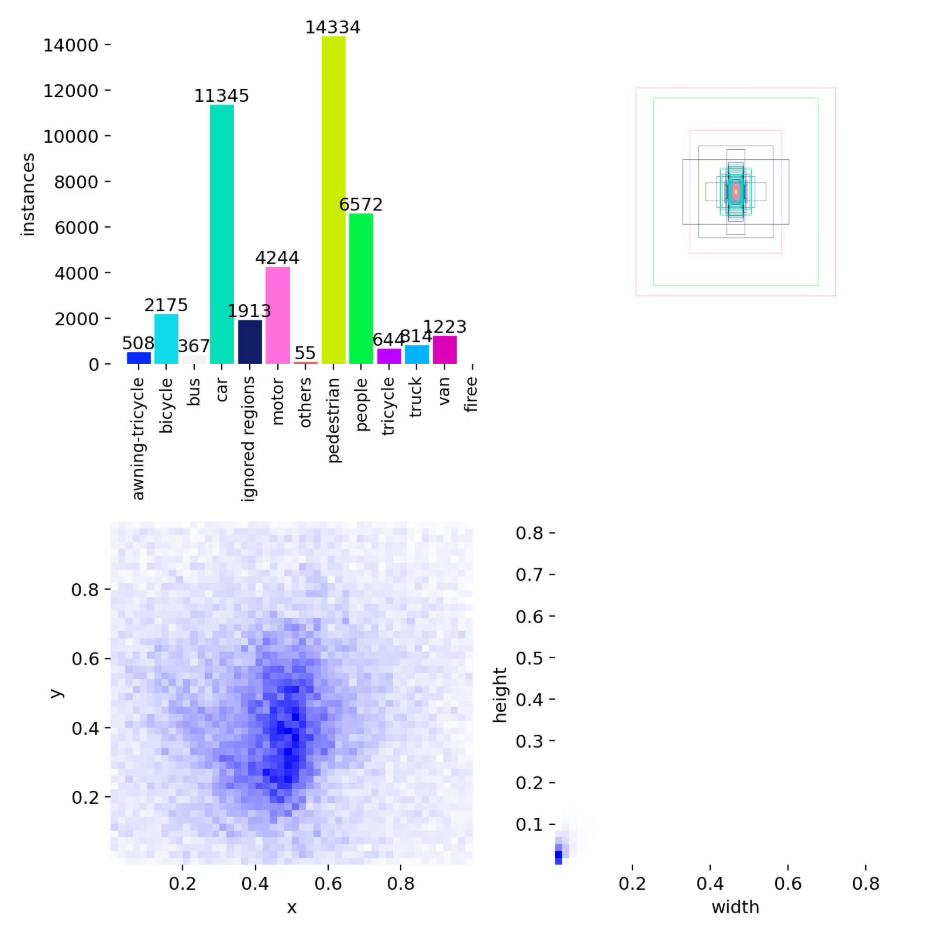 14000
12000
10000
8000
6000
4000
2000
0
instances
508
2175
367
11345
1913
4244
55
14334
6572
644
814
1223
awning-tricycle
bicycle
bus
car
ignored regions
motor
others
pedestrian
people
tricycle
truck
van
firee
0.8
0.6
0.4
0.2
y
0.2
0.4
0.6
0.8
x
0.8
0.7
0.6
0.5
0.4
0.3
0.2
0.1
height
0.2
0.4
0.6
0.8
width